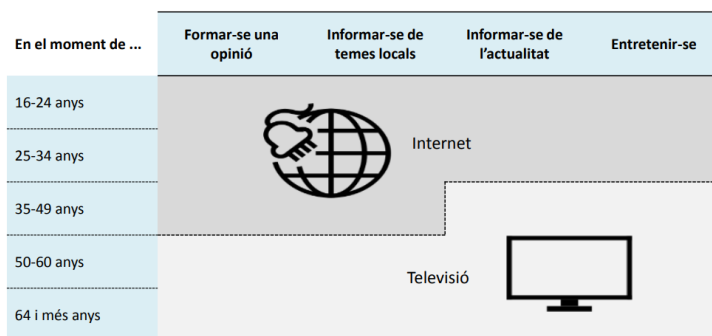 En el moment de ...
Formar-se una
opinió
Informar-se de
temes locals
Informar-se de
l'actualitat
Entretenir-se
16-24 anys
25-34 anys
35-49 anys
50-60 anys
64 i més anys
Internet
Televisió